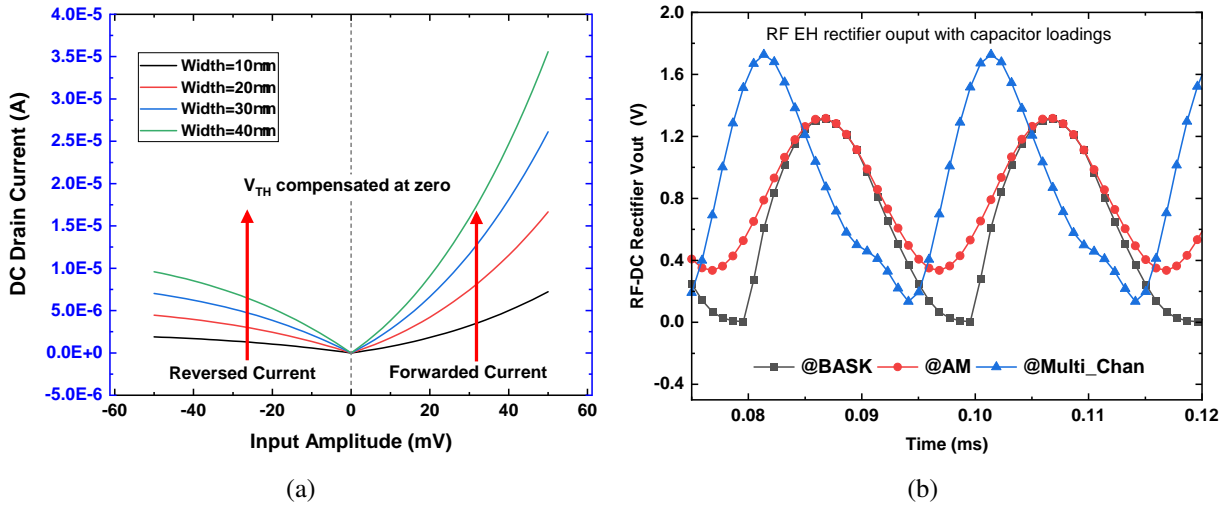 4.0E-5
3.5E-5
3.0E-5
2.5E-5
2.0E-5
1.5E-5
1.0E-5
5.0E-6
0.0E+0
-5.0E-6
DC Drain Current (A)
Width=10nm
Width=20nm
Width=30nm
Width=40nm
VTH compensated at zero
Reversed Current
Forwarded Current
-60 -40 -20 0 20 40 60
Input Amplitude (mV)
(a)
RF EH rectifier ouput with capacitor loadings
2.0
1.6
1.2
0.8
0.4
0.0
-0.4
RF-DC Rectifier Vout (V)
@BASK @AM @Multi_Chan
0.08 0.09 0.10 0.11 0.12
Time (ms)
(b)